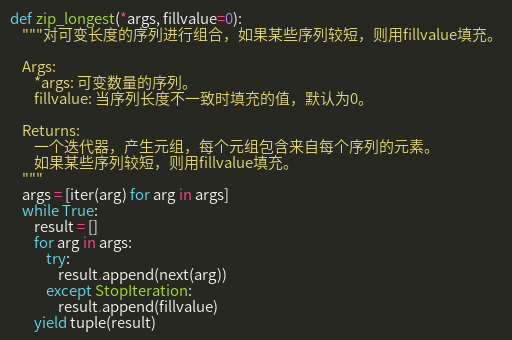 def zip_longest(*args, fillvalue=0):
"""对可变长度的序列进行组合，如果某些序列较短，则用fillvalue填充。
Args:
*args: 可变数量的序列。
fillvalue: 当序列长度不一致时填充的值，默认为0。
Returns:
一个迭代器，产生元组，每个元组包含来自每个序列的元素。
如果某些序列较短，则用fillvalue填充。
"""
args = [iter(arg) for arg in args]
while True:
result = []
for arg in args:
try:
result.append(next(arg))
except StopIteration:
result.append(fillvalue)
yield tuple(result)